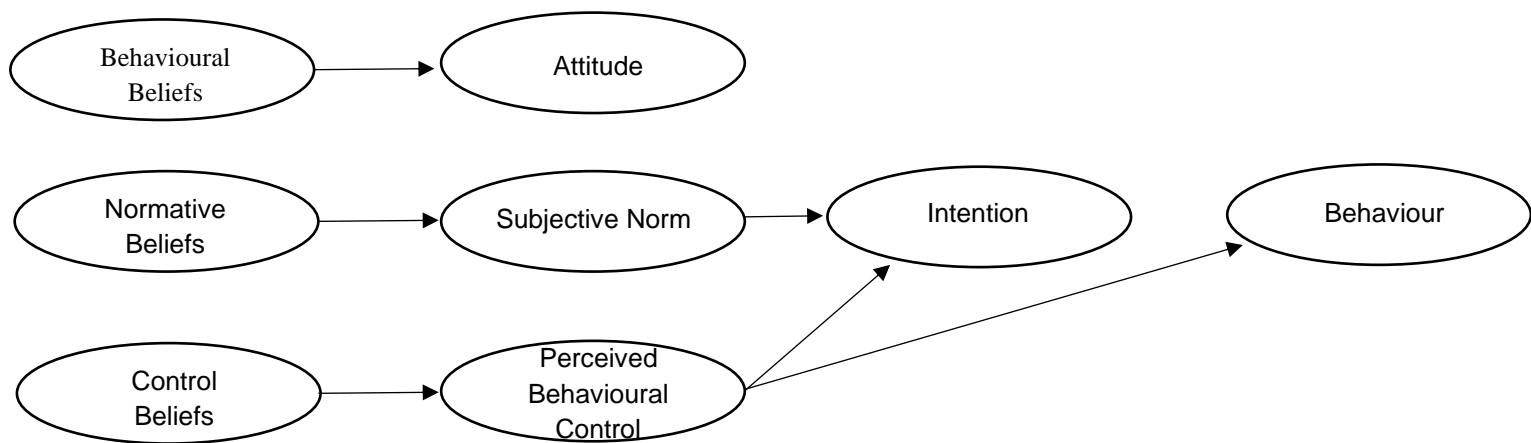 Behavioural
Beliefs
Attitude
Normative
Beliefs
Subjective Norm
Intention
Behaviour
Control
Beliefs
Perceived
Behavioural
Control